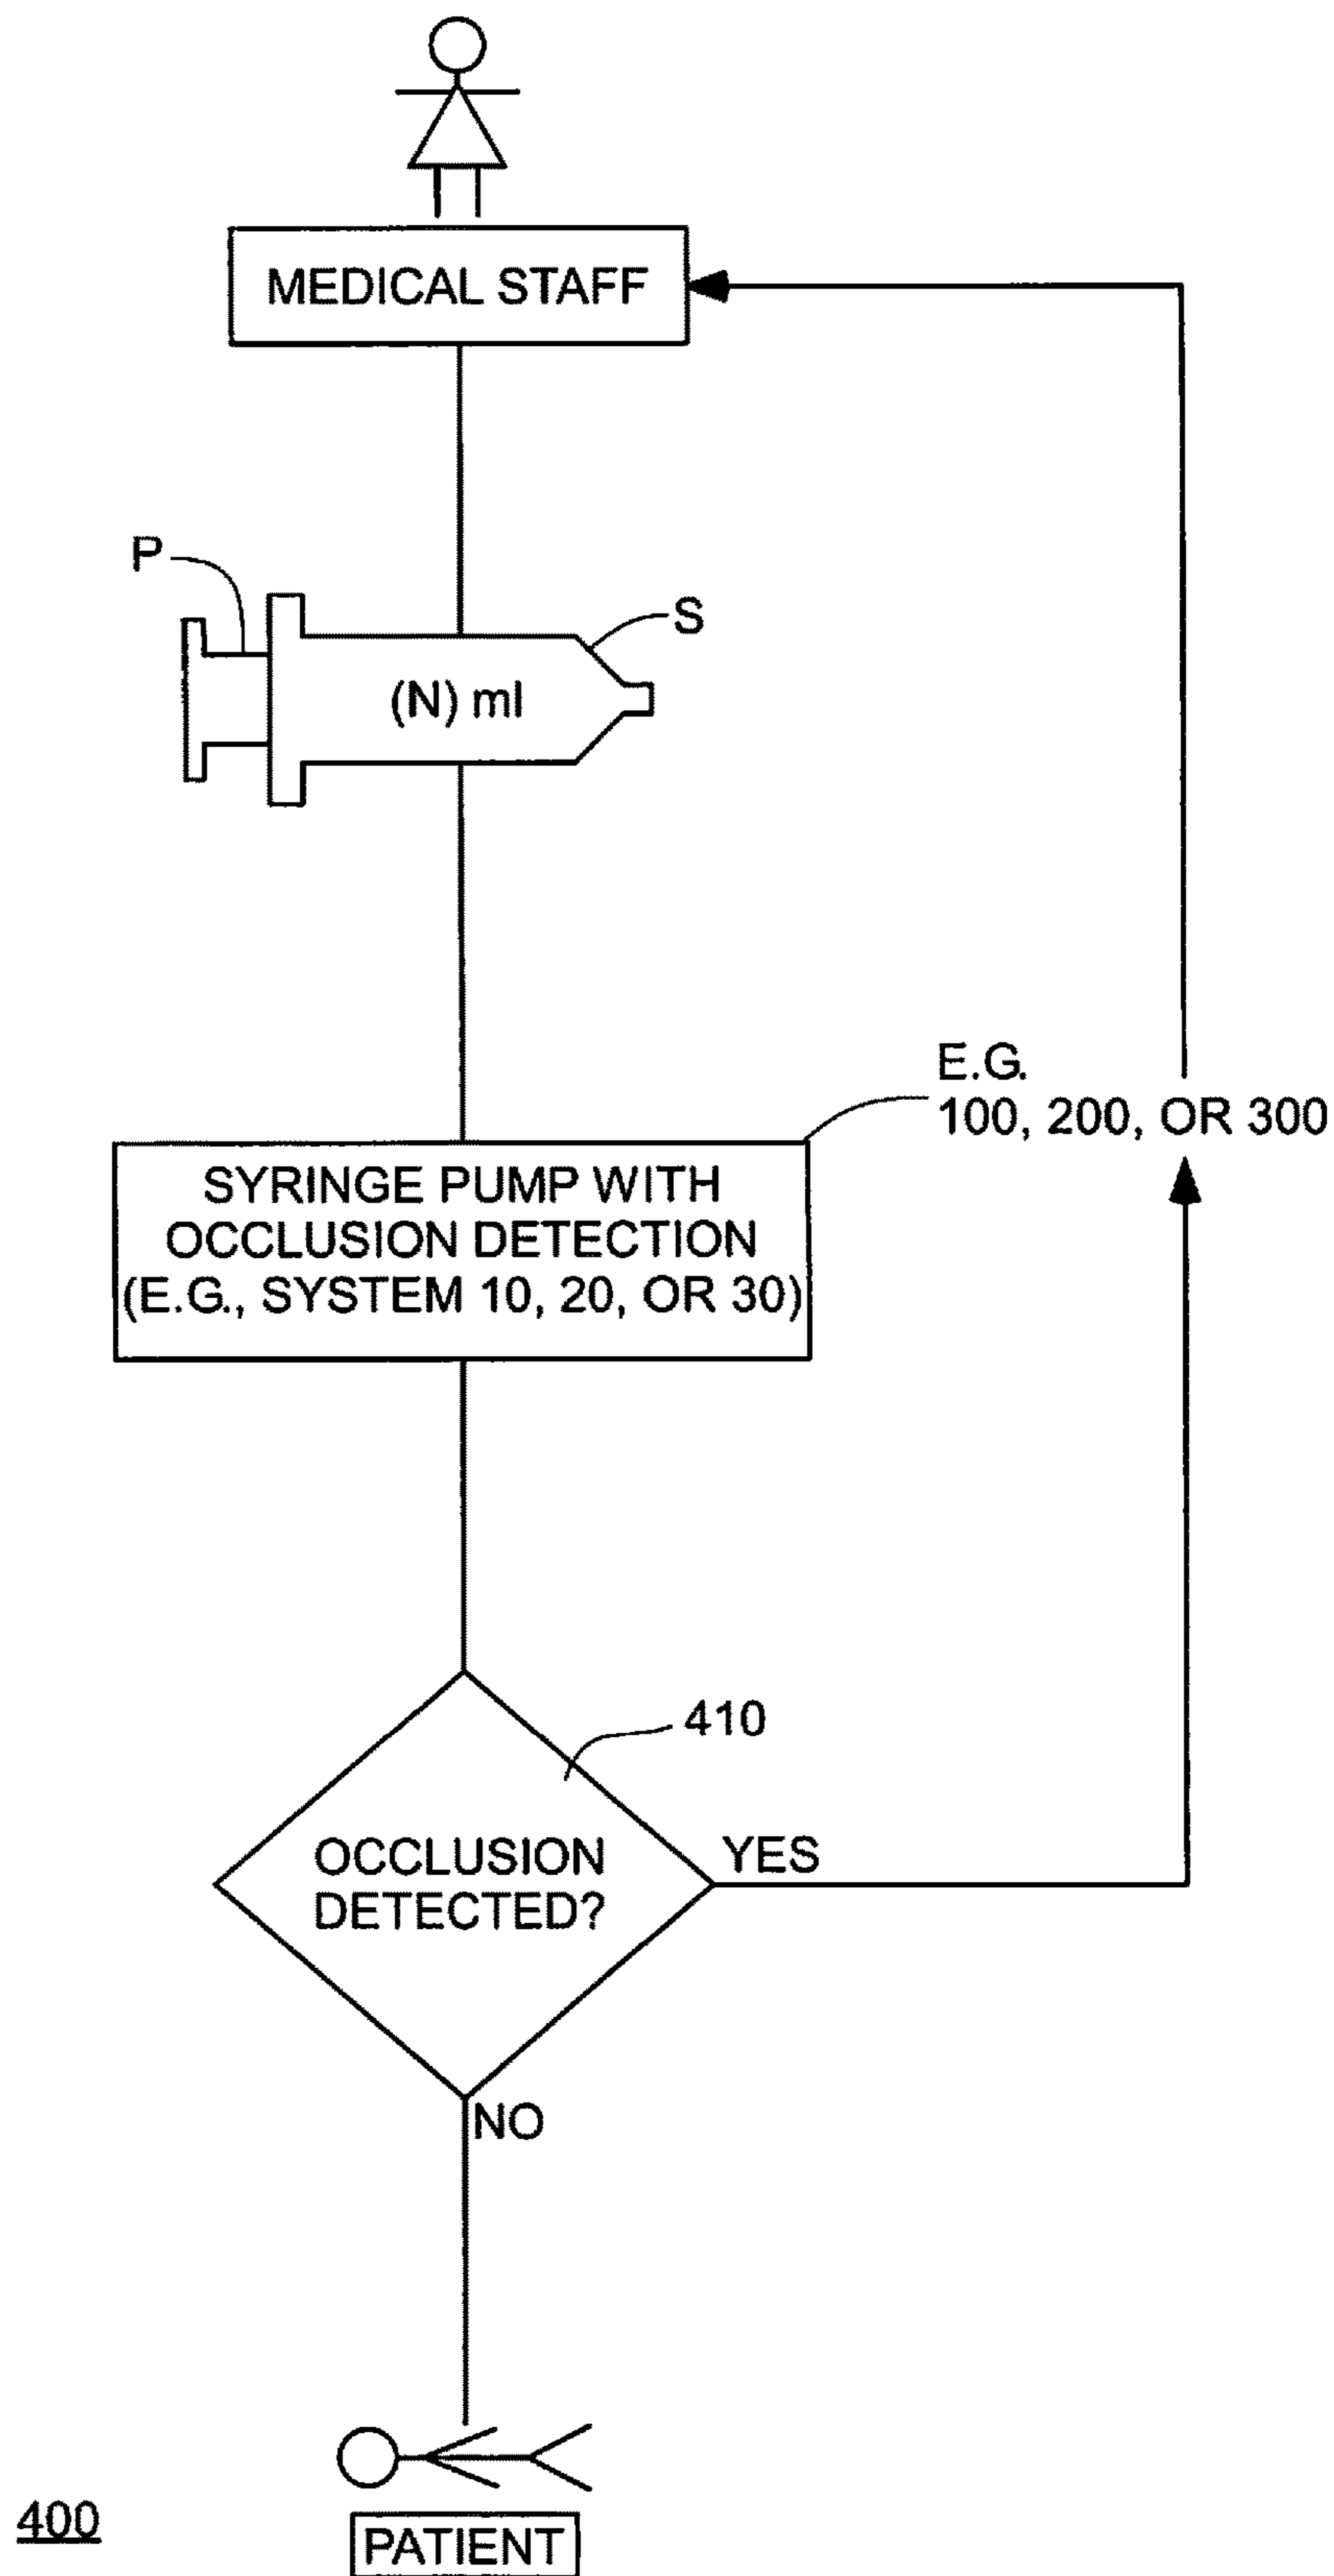 MEDICAL STAFF
P
S
(N) ml
E.G.
100, 200, OR 300
SYRINGE PUMP WITH
OCCLUSION DETECTION
(E.G., SYSTEM 10, 20, OR 30)
410
OCCLUSION
DETECTED?
YES
NO
400
PATIENT